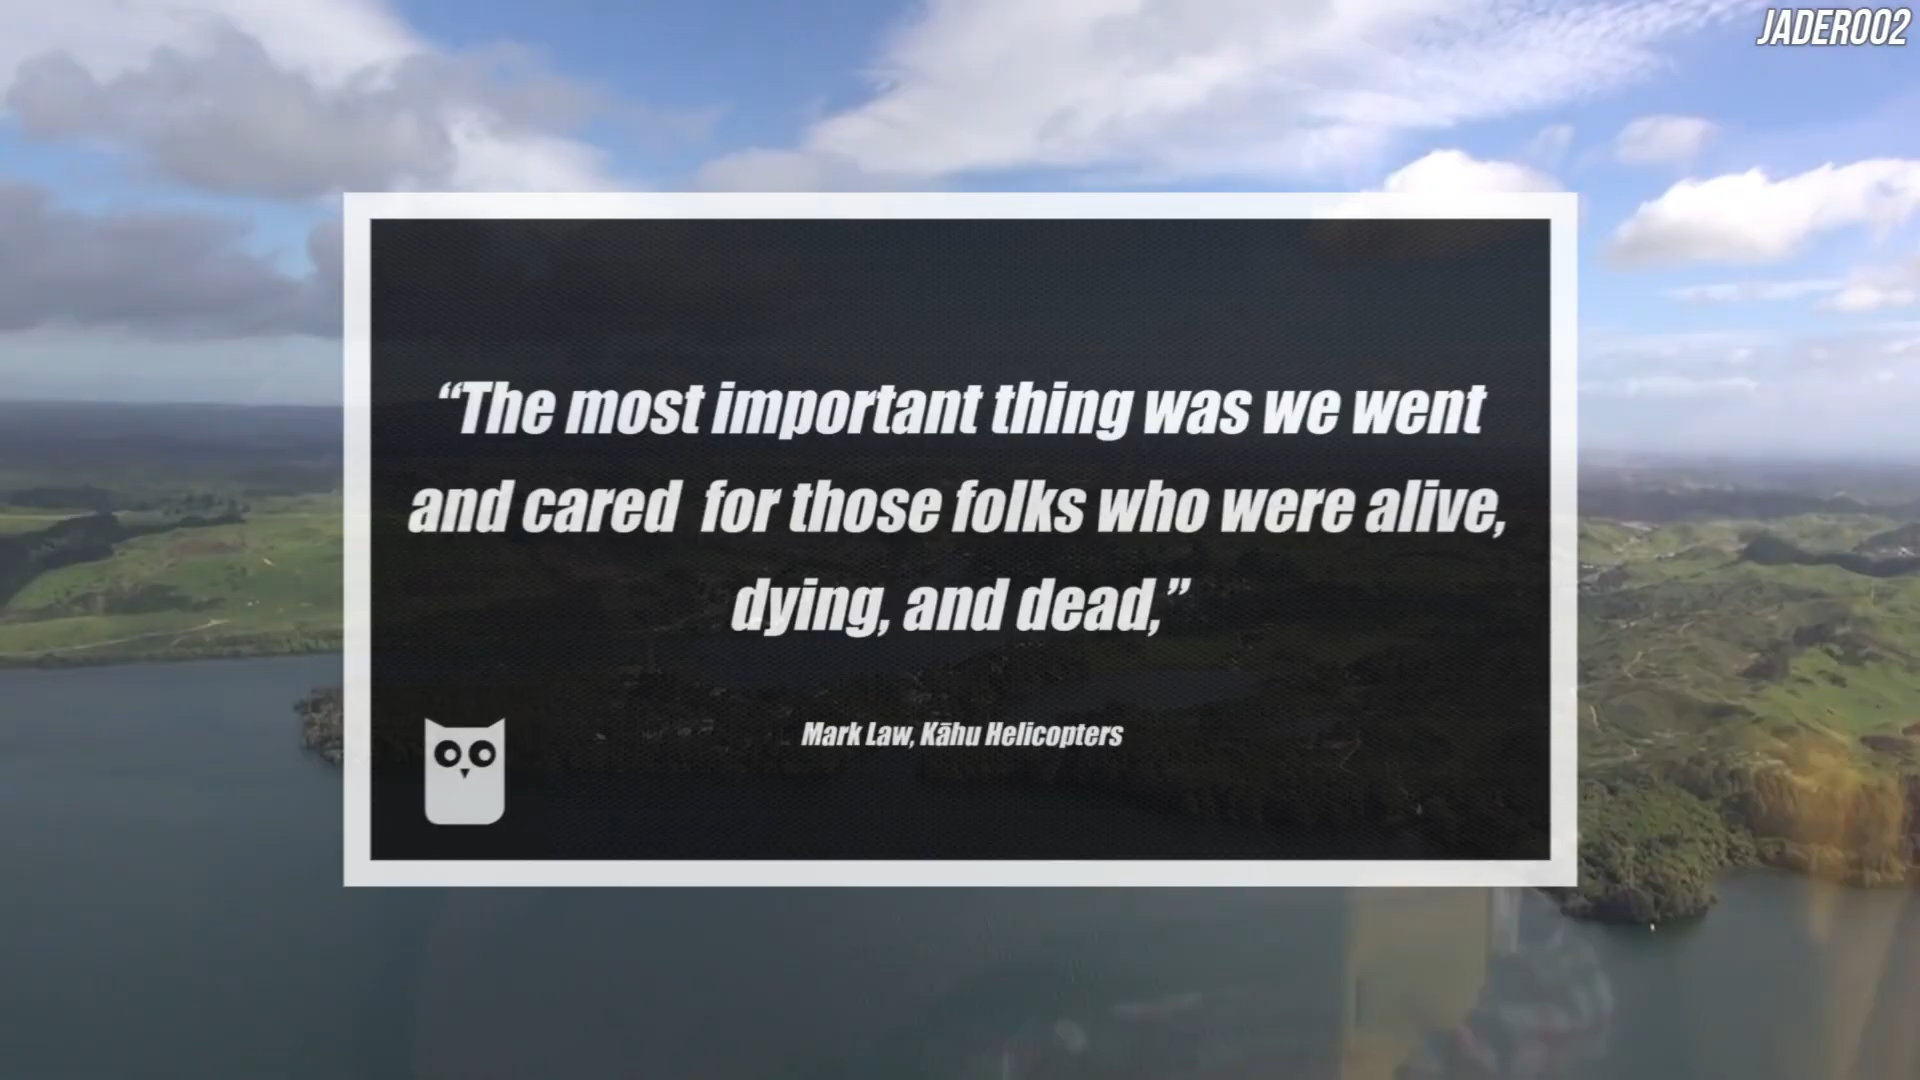 JADER002
“The most important thing was we went
and cared for those folks who were alive,
dying, and dead,”
Mark Law, Kāhu Helicopters